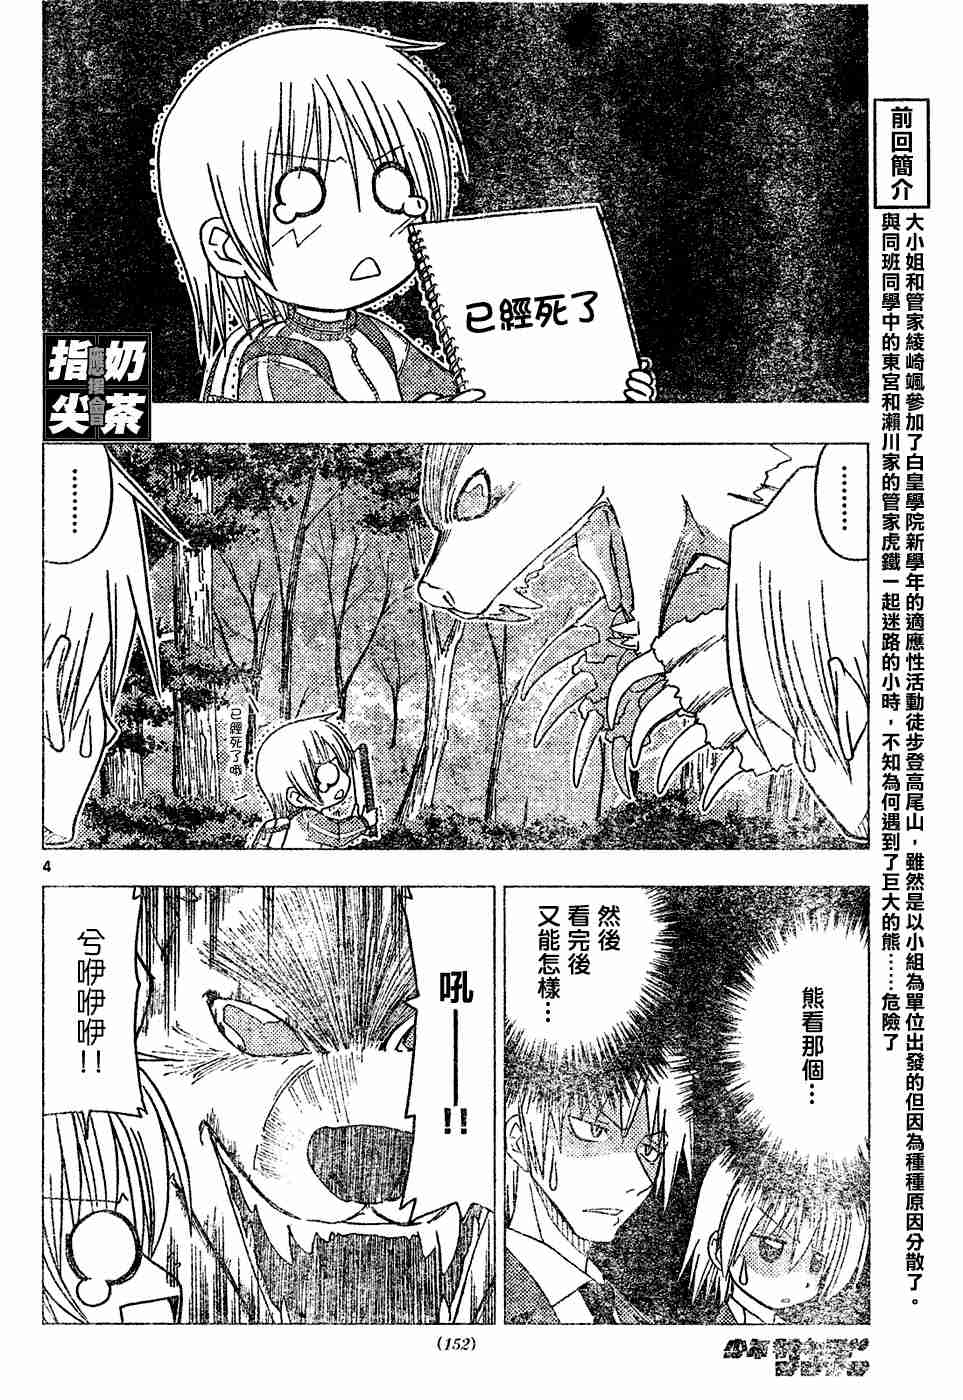 前回簡介
大小姐和管家綾崎颯參加了白皇學院新學年的適應性活動徒步登高尾山，雖然是以小組為單位出發的但因為種種原因分散了。
與同班同學中的東宮和瀨川家的管家虎鐵一起迷路的小時，不知為何遇到了巨大的熊……危險了
已經死了
指尖
奶茶
應援會
………
………
已經死了哦
4
熊看那個…
然後
看完後
又能怎樣…
吼——!!
兮咿咿咿!!
(152)